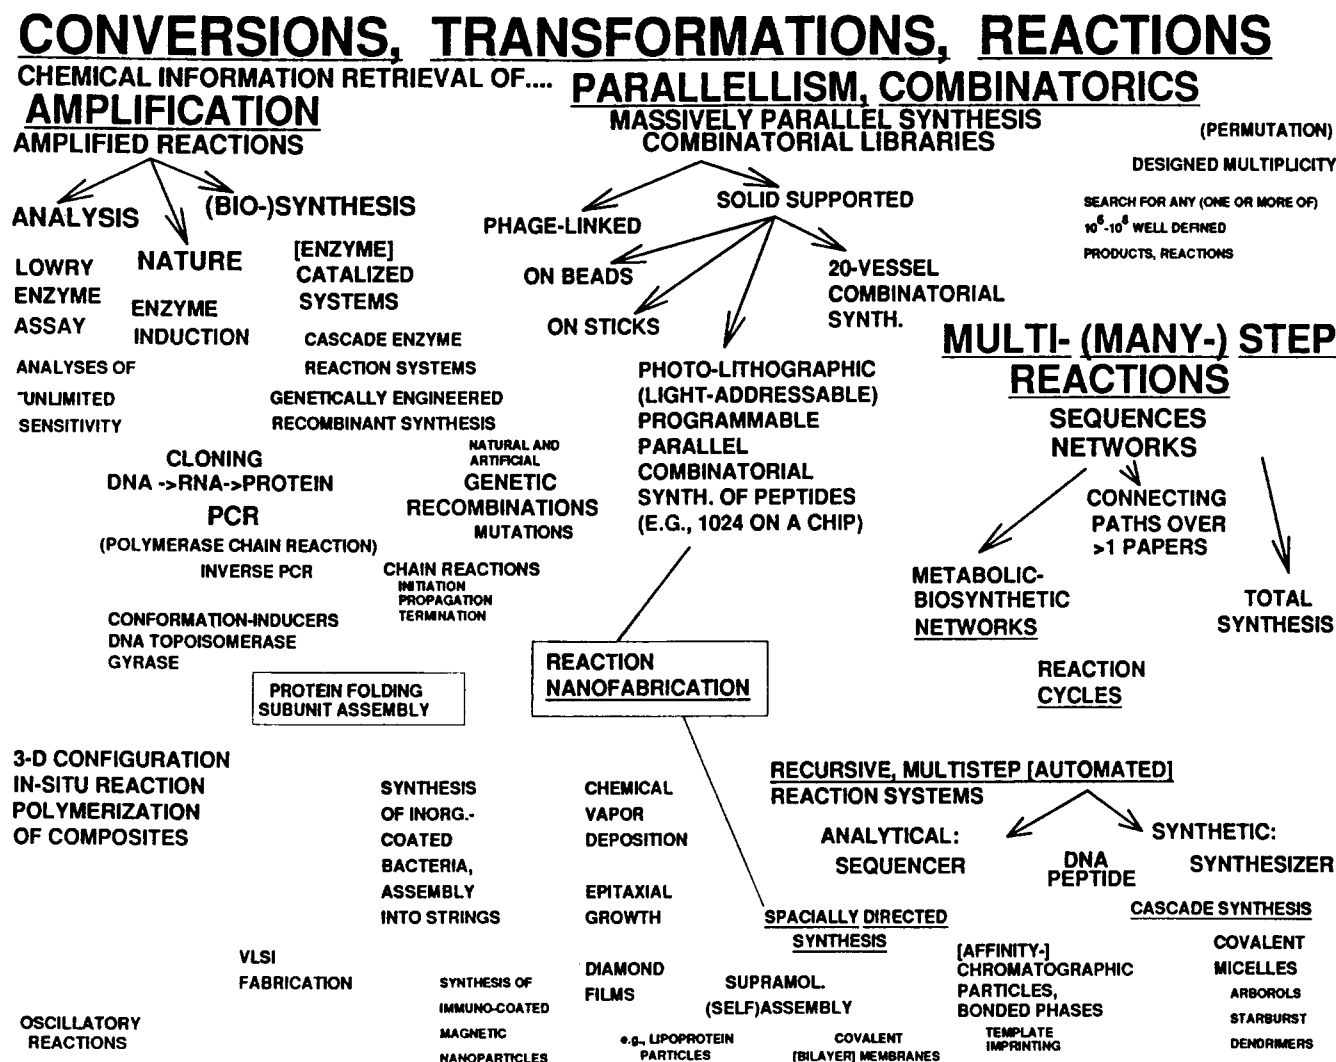 CONVERSIONS, TRANSFORMATIONS, REACTIONS
CHEMICAL INFORMATION RETRIEVAL OF....
AMPLIFICATION
AMPLIFIED REACTIONS
ANALYSIS
(BIO-)SYNTHESIS
NATURE
LOWRY
ENZYME
ASSAY
ENZYME
INDUCTION
[ENZYME]
CATALIZED
SYSTEMS
CASCADE ENZYME
REACTION SYSTEMS
ANALYSES OF
~UNLIMITED
SENSITIVITY
GENETICALLY ENGINEERED
RECOMBINANT SYNTHESIS
CLONING
DNA ->RNA->PROTEIN
PCR
(POLYMERASE CHAIN REACTION)
INVERSE PCR
NATURAL AND
ARTIFICIAL
GENETIC
RECOMBINATIONS
MUTATIONS
CHAIN REACTIONS
INITIATION
PROPAGATION
TERMINATION
CONFORMATION-INDUCERS
DNA TOPOISOMERASE
GYRASE
PROTEIN FOLDING
SUBUNIT ASSEMBLY
PARALLELLISM, COMBINATORICS
MASSIVELY PARALLEL SYNTHESIS
COMBINATORIAL LIBRARIES
(PERMUTATION)
DESIGNED MULTIPLICITY
SEARCH FOR ANY (ONE OR MORE OF)
10^6-10^8 WELL DEFINED
PRODUCTS, REACTIONS
PHAGE-LINKED
SOLID SUPPORTED
ON BEADS
ON STICKS
20-VESSEL
COMBINATORIAL
SYNTH.
PHOTO-LITHOGRAPHIC
(LIGHT-ADDRESSABLE)
PROGRAMMABLE
PARALLEL
COMBINATORIAL
SYNTH. OF PEPTIDES
(E.G., 1024 ON A CHIP)
REACTION
NANOFABRICATION
MULTI- (MANY-) STEP
REACTIONS
SEQUENCES
NETWORKS
CONNECTING
PATHS OVER
>1 PAPERS
METABOLIC-
BIOSYNTHETIC
NETWORKS
TOTAL
SYNTHESIS
REACTION
CYCLES
3-D CONFIGURATION
IN-SITU REACTION
POLYMERIZATION
OF COMPOSITES
SYNTHESIS
OF INORG.-
COATED
BACTERIA,
ASSEMBLY
INTO STRINGS
CHEMICAL
VAPOR
DEPOSITION
EPITAXIAL
GROWTH
DIAMOND
FILMS
VLSI
FABRICATION
OSCILLATORY
REACTIONS
SYNTHESIS OF
IMMUNO-COATED
MAGNETIC
NANOPARTICLES
RECURSIVE, MULTISTEP [AUTOMATED]
REACTION SYSTEMS
ANALYTICAL:
SEQUENCER
DNA
PEPTIDE
SYNTHETIC:
SYNTHESIZER
SPACIALLY DIRECTED
SYNTHESIS
SUPRAMOL.
(SELF)ASSEMBLY
e.g., LIPOPROTEIN
PARTICLES
COVALENT
[BILAYER] MEMBRANES
[AFFINITY-]
CHROMATOGRAPHIC
PARTICLES,
BONDED PHASES
TEMPLATE
IMPRINTING
CASCADE SYNTHESIS
COVALENT
MICELLES
ARBOROLS
STARBURST
DENDRIMERS